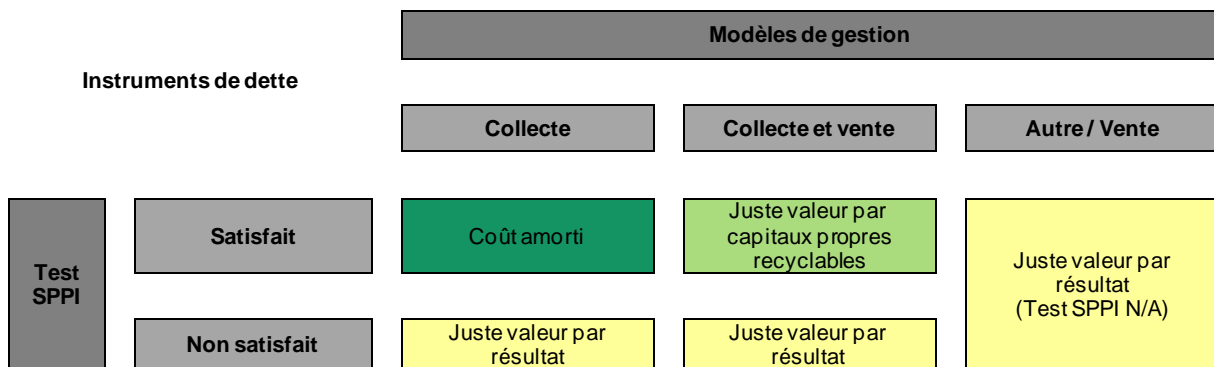 Modèles de gestion
Instruments de dette
Collecte
Collecte et vente
Autre / Vente
Test
SPPI
Satisfait
Coût amorti
Juste valeur par
capitaux propres
recyclables
Juste valeur par
résultat
(Test SPPI N/A)
Non satisfait
Juste valeur par
résultat
Juste valeur par
résultat